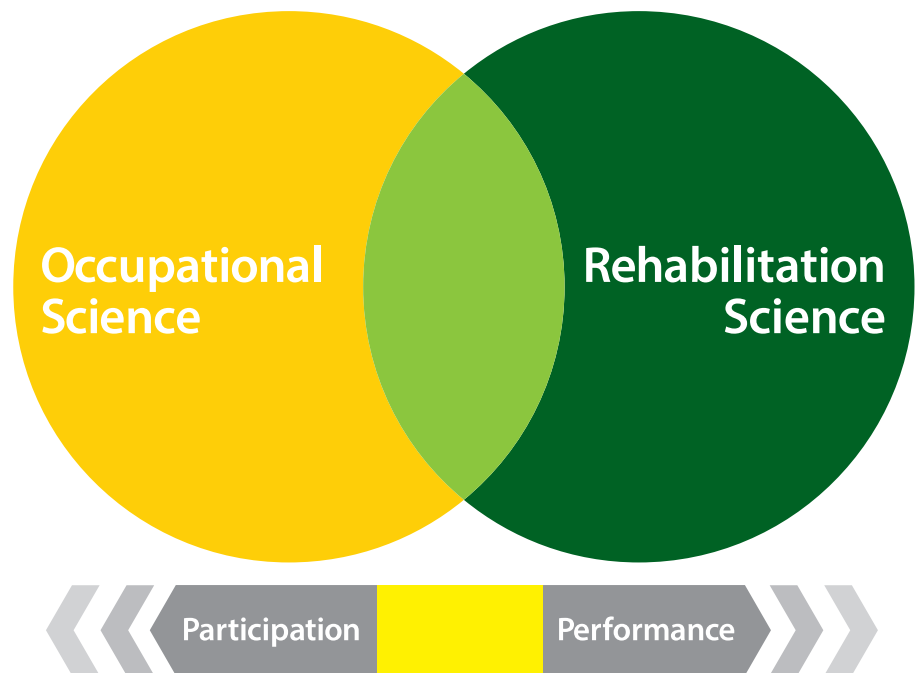 Occupational
Science
Rehabilitation
Science
Participation
Performance